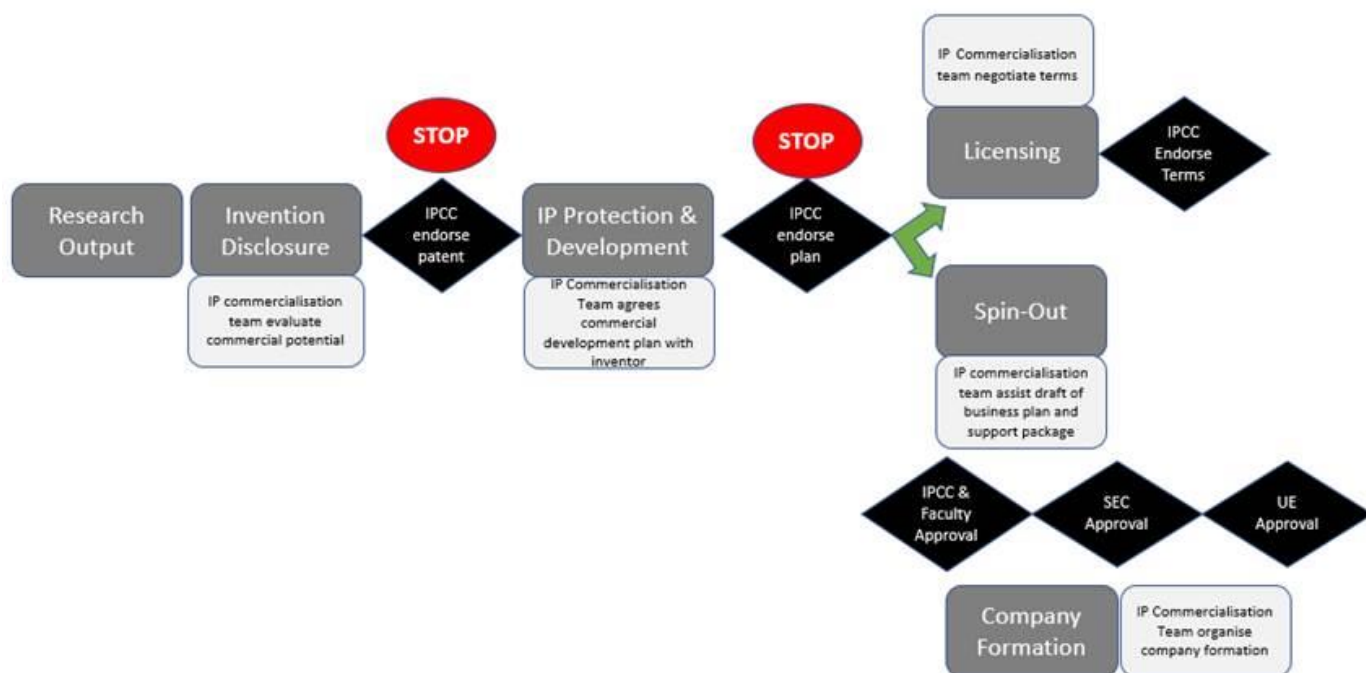 Research
Output
Invention
Disclosure
IP commercialisation
team evaluate
commercial potential
STOP
IPCC
endorse
patent
IP Protection &
Development
IP Commercialisation
Team agrees
commercial
development plan with
inventor
STOP
IPCC
endorse
plan
IP Commercialisation
team negotiate terms
Licensing
IPCC
Endorse
Terms
Spin-Out
IP commercialisation
team assist draft of
business plan and
support package
IPCC &
Faculty
Approval
SEC
Approval
UE
Approval
Company
Formation
IP Commercialisation
Team organise
company formation